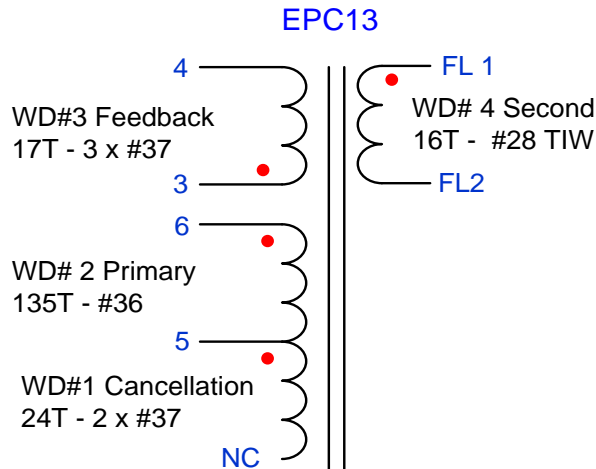 EPC13
4
FL 1
WD#3 Feedback
17T - 3 x #37
WD# 4 Second
16T -  #28 TIW
3
FL2
6
WD# 2 Primary
135T - #36
5
WD#1 Cancellation
24T - 2 x #37
NC